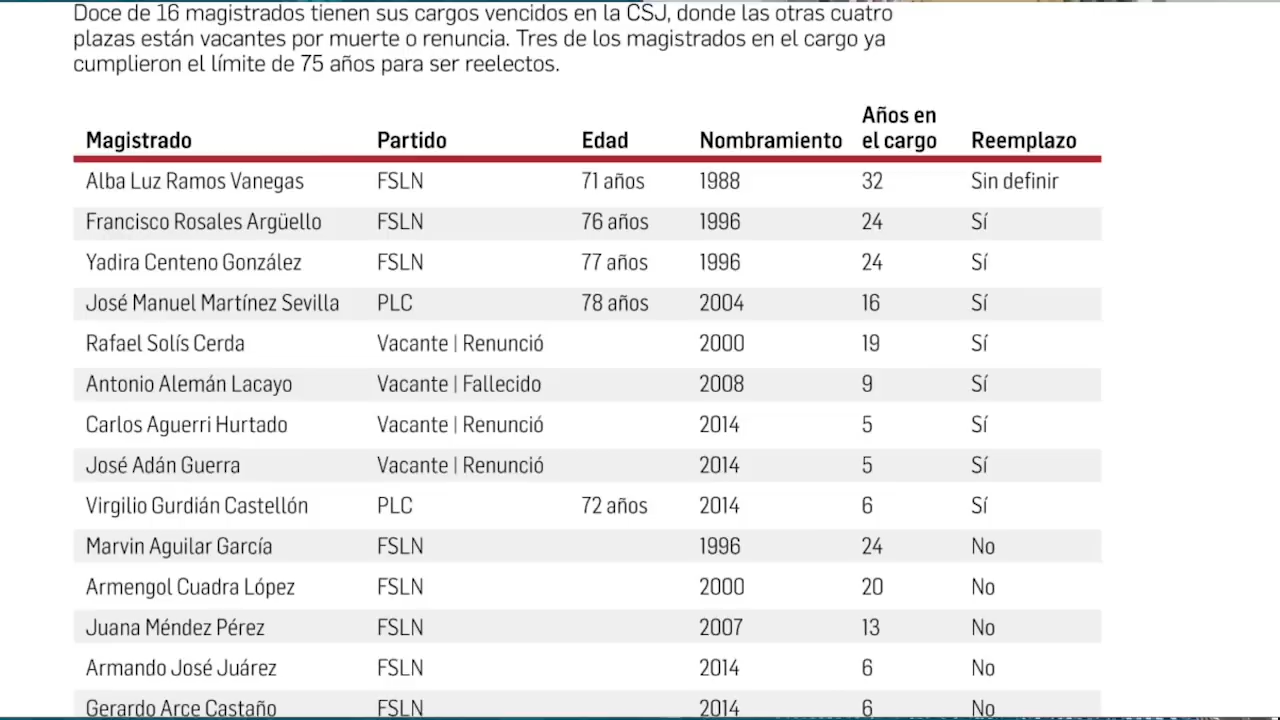 Doce de 16 magistrados tienen sus cargos vencidos en la CSJ, donde las otras cuatro
plazas están vacantes por muerte o renuncia. Tres de los magistrados en el cargo ya
cumplieron el límite de 75 años para ser reelectos.
Magistrado Partido Edad Nombramiento Años en el cargo Reemplazo
Alba Luz Ramos Vanegas FSLN 71 años 1988 32 Sin definir
Francisco Rosales Argüello FSLN 76 años 1996 24 Sí
Yadira Centeno González FSLN 77 años 1996 24 Sí
José Manuel Martínez Sevilla PLC 78 años 2004 16 Sí
Rafael Solís Cerda Vacante | Renunció 2000 19 Sí
Antonio Alemán Lacayo Vacante | Fallecido 2008 9 Sí
Carlos Aguerri Hurtado Vacante | Renunció 2014 5 Sí
José Adán Guerra Vacante | Renunció 2014 5 Sí
Virgilio Gurdián Castellón PLC 72 años 2014 6 Sí
Marvin Aguilar García FSLN 1996 24 No
Armengol Cuadra López FSLN 2000 20 No
Juana Méndez Pérez FSLN 2007 13 No
Armando José Juárez FSLN 2014 6 No
Gerardo Arce Castaño FSLN 2014 6 No